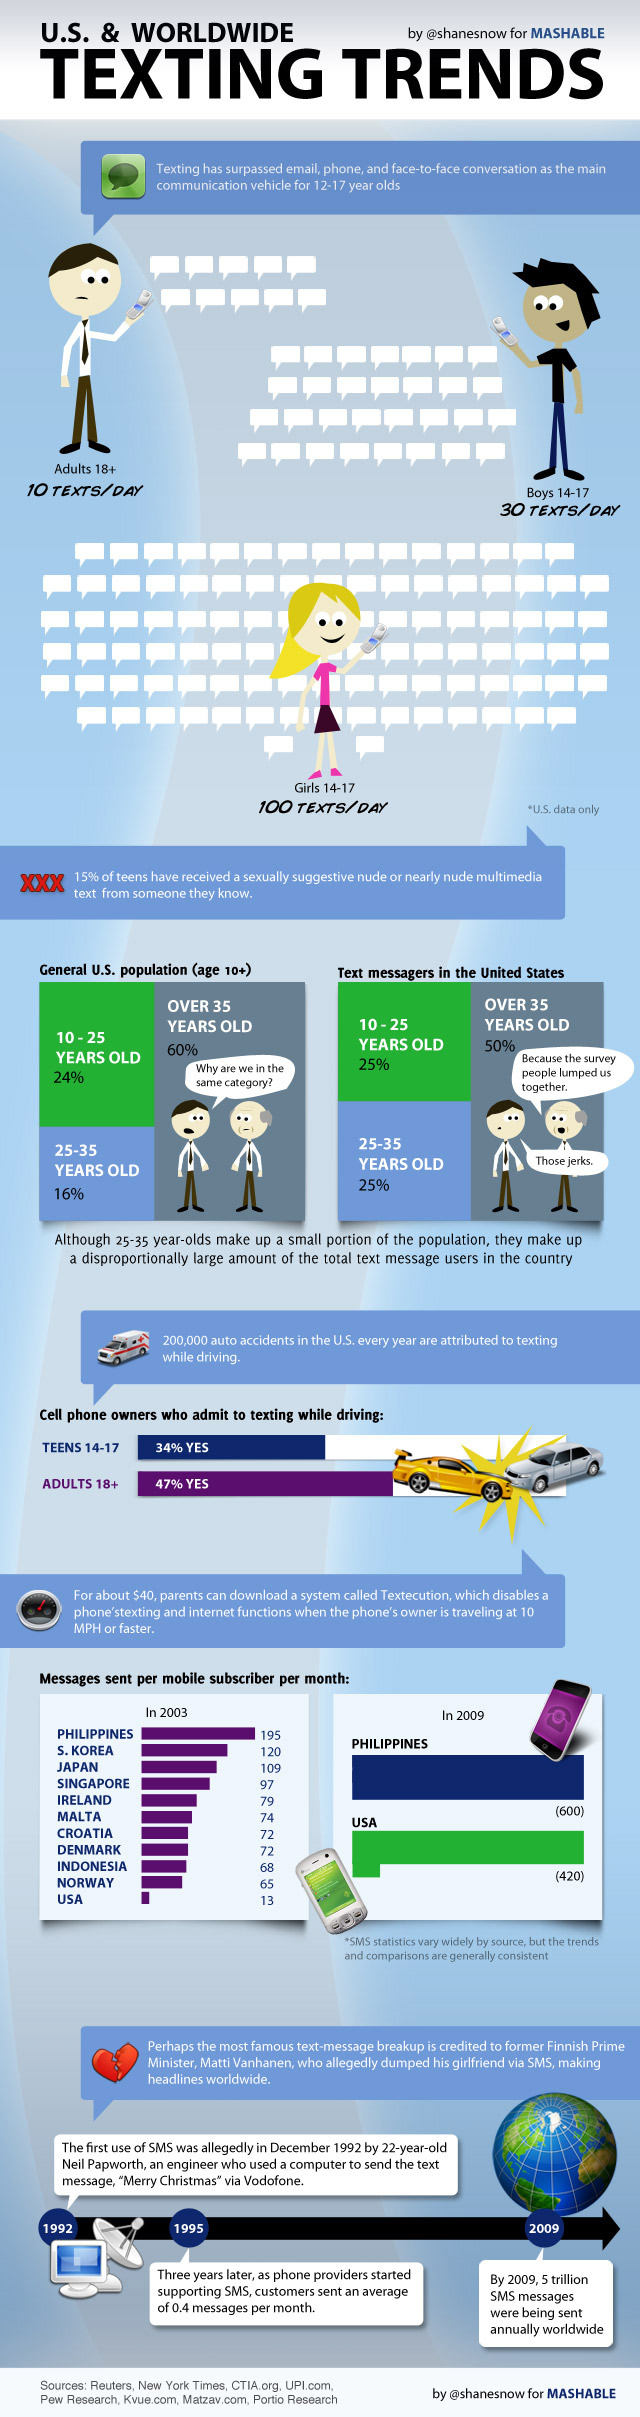 U.S. & WORLDWIDE
by @shanesnow for MASHABLE
TEXTING TRENDS
Texting has surpassed email, phone, and face-to-face conversation as the main
communication vehicle for 12-17 year olds
Adults 18+
10 TEXTS/DAY
Boys 14-17
30 TEXTS/DAY
Girls 14-17
100 TEXTS/DAY
*U.S. data only
XXX
15% of teens have received a sexually suggestive nude or nearly nude multimedia
text from someone they know.
General U.S. population (age 10+)
10 - 25
YEARS OLD
24%
OVER 35
YEARS OLD
60%
Why are we in the
same category?
25-35
YEARS OLD
16%
Text messagers in the United States
10 - 25
YEARS OLD
25%
OVER 35
YEARS OLD
50%
Because the survey
people lumped us
together.
Those jerks.
25-35
YEARS OLD
25%
Although 25-35 year-olds make up a small portion of the population, they make up
a disproportionally large amount of the total text message users in the country
200,000 auto accidents in the U.S. every year are attributed to texting
while driving.
Cell phone owners who admit to texting while driving:
TEENS 14-17 34% YES
ADULTS 18+ 47% YES
For about $40, parents can download a system called Textecution, which disables a
phone'stexting and internet functions when the phone's owner is traveling at 10
MPH or faster.
Messages sent per mobile subscriber per month:
In 2003
PHILIPPINES 195
S. KOREA 120
JAPAN 109
SINGAPORE 97
IRELAND 79
MALTA 74
CROATIA 72
DENMARK 72
INDONESIA 68
NORWAY 65
USA 13
In 2009
PHILIPPINES
(600)
USA
(420)
*SMS statistics vary widely by source, but the trends
and comparisons are generally consistent
Perhaps the most famous text-message breakup is credited to former Finnish Prime
Minister, Matti Vanhanen, who allegedly dumped his girlfriend via SMS, making
headlines worldwide.
The first use of SMS was allegedly in December 1992 by 22-year-old
Neil Papworth, an engineer who used a computer to send the text
message, "Merry Christmas" via Vodofone.
1992
1995
2009
Three years later, as phone providers started
supporting SMS, customers sent an average
of 0.4 messages per month.
By 2009, 5 trillion
SMS messages
were being sent
annually worldwide
Sources: Reuters, New York Times, CTIA.org, UPI.com,
Pew Research, Kvue.com, Matzav.com, Portio Research
by @shanesnow for MASHABLE